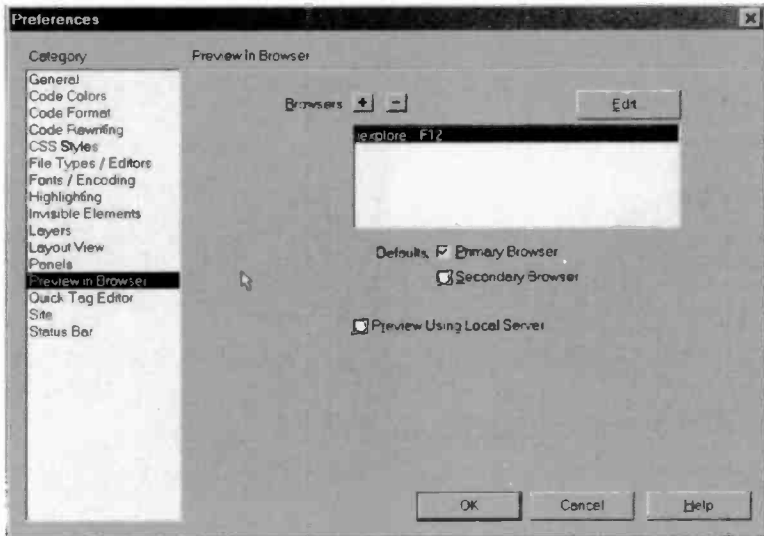 Preferences
Category
Preview in Browser
General
Code Colors
Code Format
Code Rewriting
CSS Styles
File Types / Editors
Fonts / Encoding
Highlighting
Invisible Elements
Layers
Layout View
Panels
Preview in Browser
Quick Tag Editor
Site
Status Bar
Browsers + −
Edit...
iexplore F12
Defaults: Primary Browser
Secondary Browser
Preview Using Local Server
OK
Cancel
Help